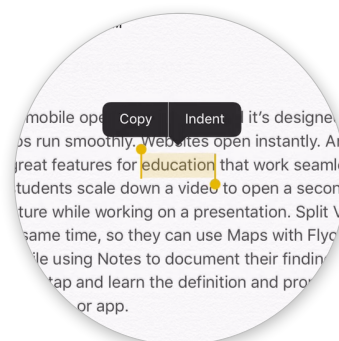 Copy Indent
mobile ope it's designe
os run smoothly. Websites open instantly. A
great features for education that work seaml
tudents scale down a video to open a secon
ture while working on a presentation. Split V
same time, so they can use Maps with Flyo
ile using Notes to document their finding
tap and learn the definition and pro
or app.